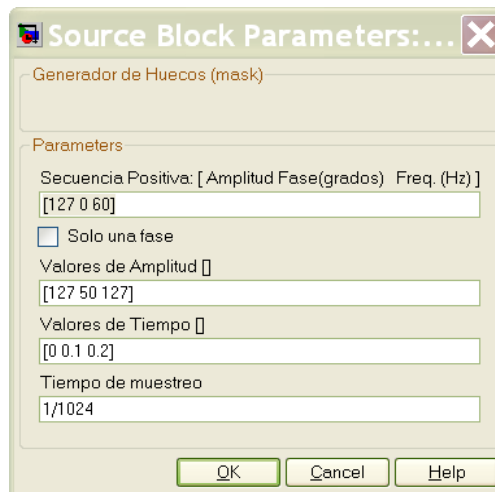 Source Block Parameters:...
Generador de Huecos (mask)
Parameters
Secuencia Positiva: [ Amplitud Fase(grados) Freq. (Hz) ]
[127 0 60]
Solo una fase
Valores de Amplitud []
[127 50 127]
Valores de Tiempo []
[0 0.1 0.2]
Tiempo de muestreo
1/1024
OK Cancel Help